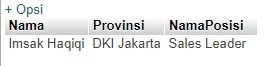 + Opsi
Nama Provinsi NamaPosisi
Imsak Haqiqi DKI Jakarta Sales Leader